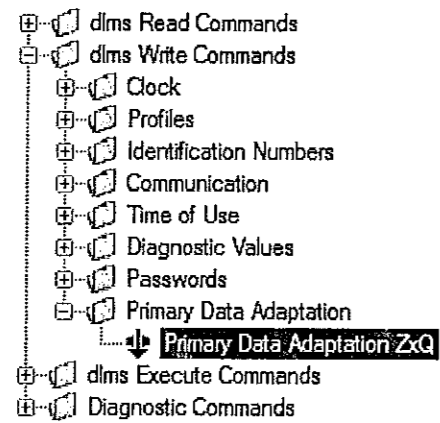 dlms Read Commands
dlms Write Commands
Clock
Profiles
Identification Numbers
Communication
Time of Use
Diagnostic Values
Passwords
Primary Data Adaptation
Primary Data Adaptation ZxQ
dlms Execute Commands
Diagnostic Commands